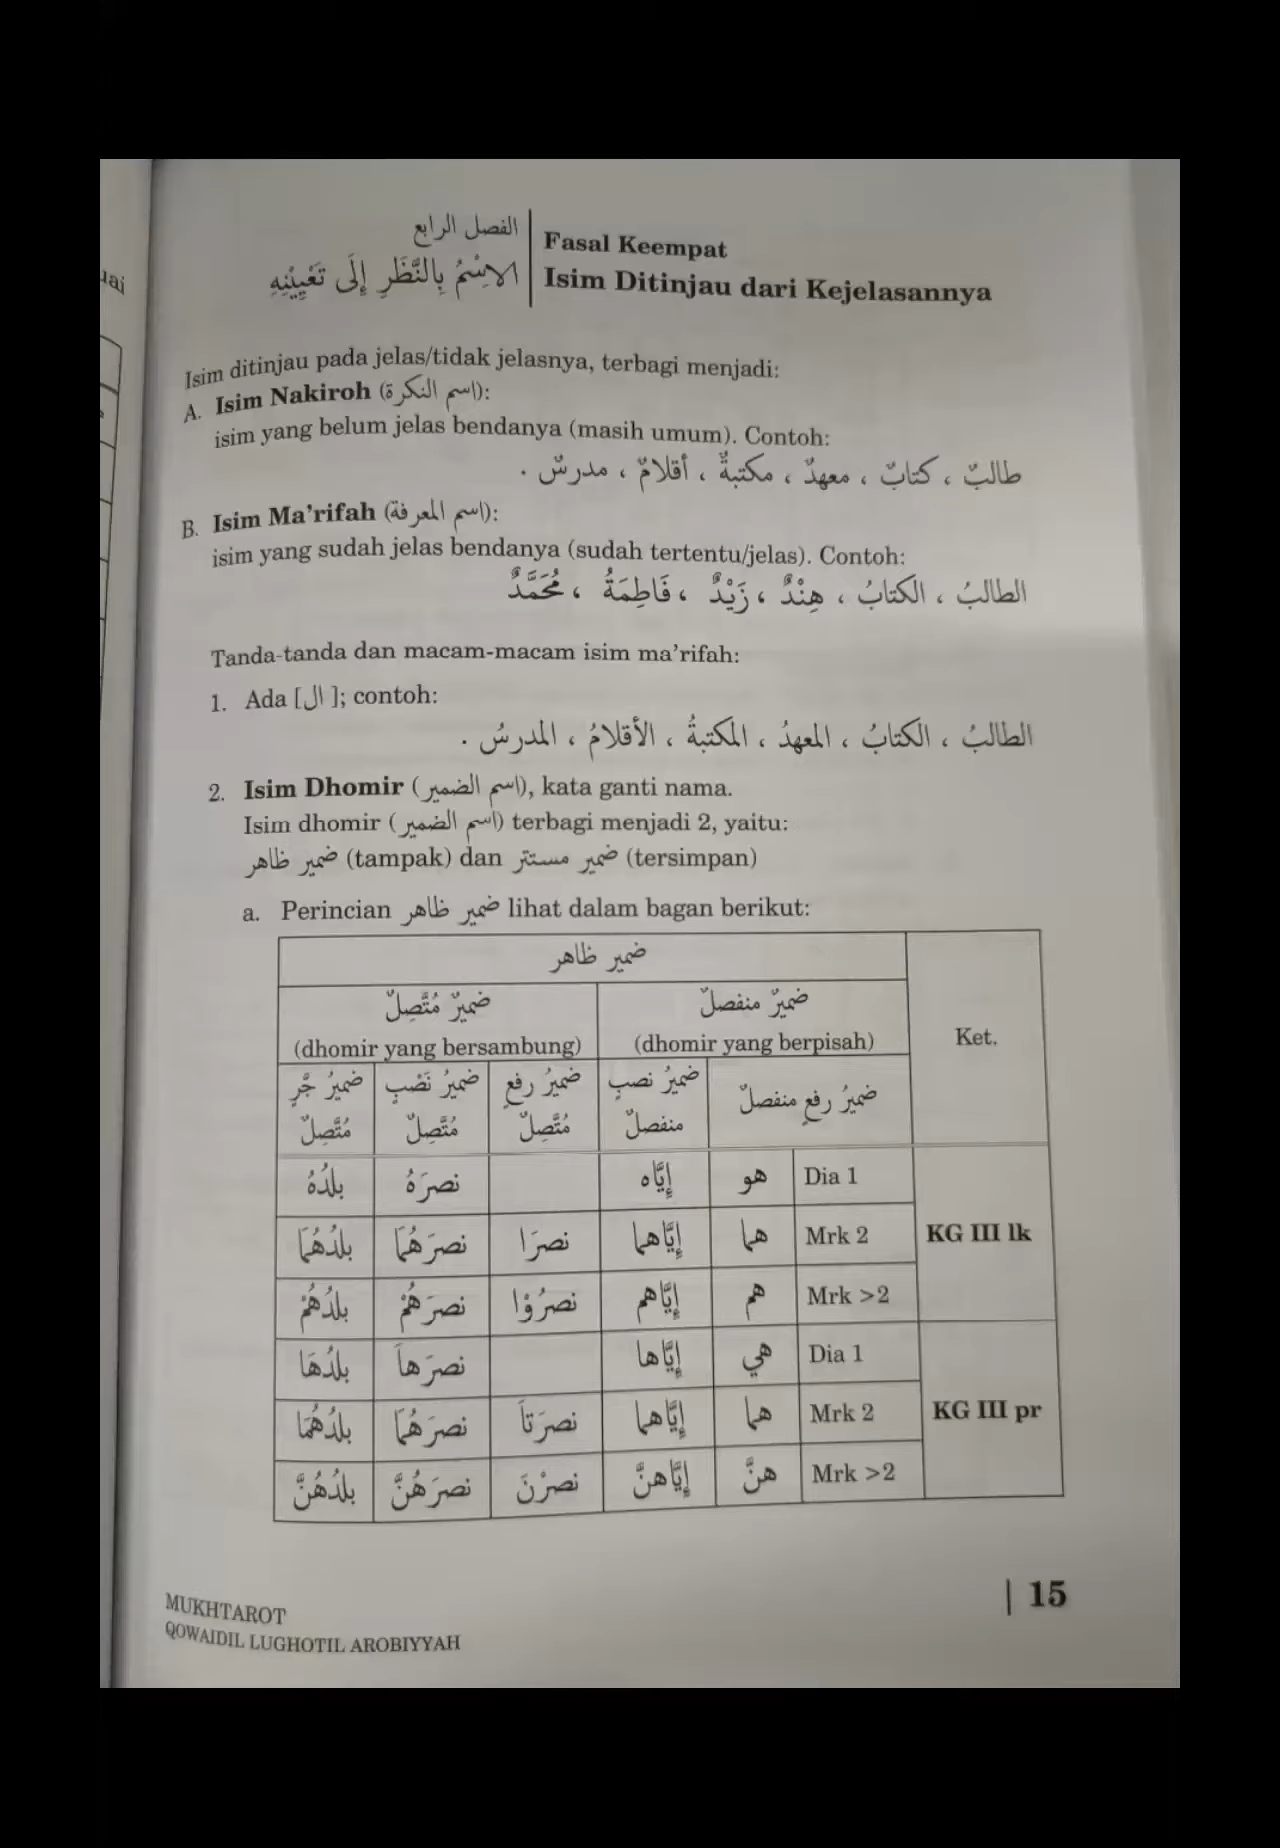 الفصل الرابع
الاِسْمُ بِالنَّظَرِ إِلَى تَعْيِيْنِهِ
Fasal Keempat
Isim Ditinjau dari Kejelasannya
Isim ditinjau pada jelas/tidak jelasnya, terbagi menjadi:
A. Isim Nakiroh (اسم النكرة):
isim yang belum jelas bendanya (masih umum). Contoh:
طالبٌ ، كتابٌ ، معهدٌ ، مكتبةٌ ، أقلامٌ ، مدرسٌ .
B. Isim Ma'rifah (اسم المعرفة):
isim yang sudah jelas bendanya (sudah tertentu/jelas). Contoh:
الطالبُ ، الكتابُ ، هِنْدٌ ، زَيْدٌ ، فَاطِمَةُ ، مُحَمَّدٌ
Tanda-tanda dan macam-macam isim ma'rifah:
1. Ada [ال]; contoh:
الطالبُ ، الكتابُ ، المعهدُ ، المكتبةُ ، الأقلامُ ، المدرسُ .
2. Isim Dhomir (اسم الضمير), kata ganti nama.
Isim dhomir (اسم الضمير) terbagi menjadi 2, yaitu:
ضمير ظاهر (tampak) dan ضمير مستتر (tersimpan)
a. Perincian ضمير ظاهر lihat dalam bagan berikut:
ضمير ظاهر
Ket.
ضميرٌ منفصلٌ
(dhomir yang berpisah)
ضميرٌ مُتَّصِلٌ
(dhomir yang bersambung)
ضميرُ رفعٍ منفصلٌ
ضميرُ نصبٍ
منفصلٌ
ضميرُ رفعٍ
مُتَّصِلٌ
ضميرُ نَصْبٍ
مُتَّصِلٌ
ضميرُ جَّرٍ
مُتَّصِلٌ
KG III lk
Dia 1 هو إِيَّاه نصرَهُ بلدُهُ
Mrk 2 هما إِيَّاهما نصرَا نصرَهُمَا بلدُهُمَا
Mrk >2 هم إِيَّاهم نصرُوْا نصرَهُمْ بلدُهُمْ
KG III pr
Dia 1 هي إِيَّاها نصرَهاَ بلدُهَا
Mrk 2 هما إِيَّاهما نصرَتاَ نصرَهُمَا بلدُهُمَا
Mrk >2 هنَّ إِيَّاهنَّ نصرْنَ نصرَهُنَّ بلدُهُنَّ
MUKHTAROT
QOWAIDIL LUGHOTIL AROBIYYAH
| 15